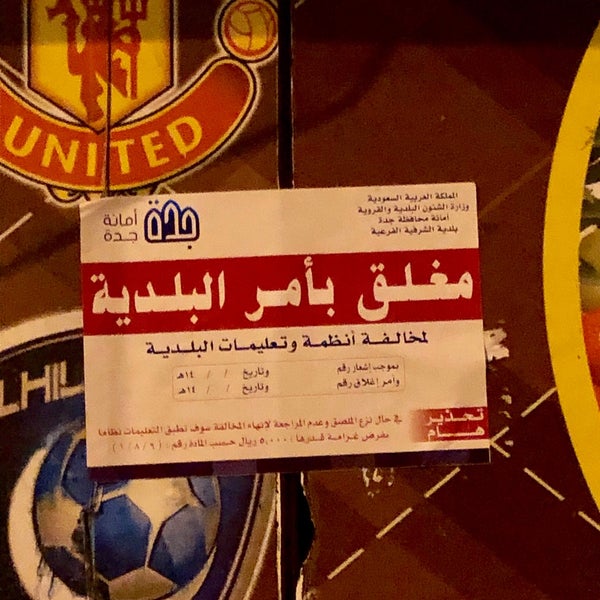 UNITED
المملكة العربية السعودية
وزارة الشئون البلدية والقروية
أمانة محافظة جدة
بلدية الشرفية الفرعية
جدة
أمانة
جدة
مغلق بأمر البلدية
لمخالفة أنظمة وتعليمات البلدية
بموجب إشعار رقم وتاريخ / / ١٤هـ
وأمر إغلاق رقم وتاريخ / / ١٤هـ
تحذير
هـــام
في حال نزع الملصق وعدم المراجعة لإنهاء المخالفة سوف تطبق التعليمات نظاما
بفرض غرامة قدرها : ٥,٠٠٠ ريال حسب المادة رقم : ( ١ / ٨ / ٦ )
LHIL